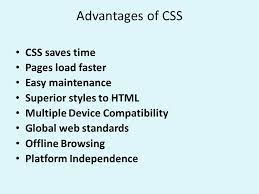 Advantages of CSS
• CSS saves time
• Pages load faster
• Easy maintenance
• Superior styles to HTML
• Multiple Device Compatibility
• Global web standards
• Offline Browsing
• Platform Independence